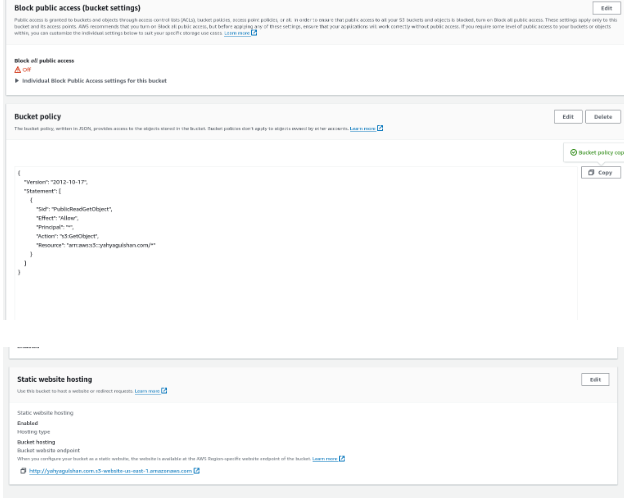 Block public access (bucket settings)
Edit
Public access is granted to buckets and objects through access control lists (ACLs), bucket policies, access point policies, or all. In order to ensure that public access to all your S3 buckets and objects is blocked, turn on Block all public access. These settings apply only to this
bucket and its access points. AWS recommends that you turn on Block all public access, but before applying any of these settings, ensure that your applications will work correctly without public access. If you require some level of public access to your buckets or objects
within, you can customize the individual settings below to suit your specific storage use cases. Learn more
Block all public access
Off
Individual Block Public Access settings for this bucket
Bucket policy
Edit
Delete
The bucket policy, written in JSON, provides access to the objects stored in the bucket. Bucket policies don't apply to objects owned by other accounts. Learn more
Bucket policy cop
Copy
{
"Version": "2012-10-17",
"Statement": [
{
"Sid": "PublicReadGetObject",
"Effect": "Allow",
"Principal": "*",
"Action": "s3:GetObject",
"Resource": "arn:aws:s3:::yahyagulshan.com/*"
}
]
}
Static website hosting
Edit
Use this bucket to host a website or redirect requests. Learn more
Static website hosting
Enabled
Hosting type
Bucket hosting
Bucket website endpoint
When you configure your bucket as a static website, the website is available at the AWS Region-specific website endpoint of the bucket. Learn more
http://yahyagulshan.com.s3-website-us-east-1.amazonaws.com